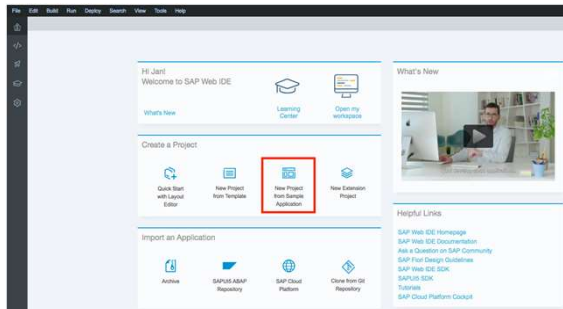 File Edit Build Run Deploy Search View Tools Help
Hi Jan!
Welcome to SAP Web IDE
What's New
Learning
Center
Open my
workspace
What's New
Create a Project
Quick Start
with Layout
Editor
New Project
from Template
New Project
from Sample
Application
New Extension
Project
Import an Application
Archive
SAPUI5 ABAP
Repository
SAP Cloud
Platform
Clone from Git
Repository
Helpful Links
SAP Web IDE Homepage
SAP Web IDE Documentation
Ask a Question on SAP Community
SAP Fiori Design Guidelines
SAP Web IDE SDK
SAPUI5 SDK
Tutorials
SAP Cloud Platform Cockpit